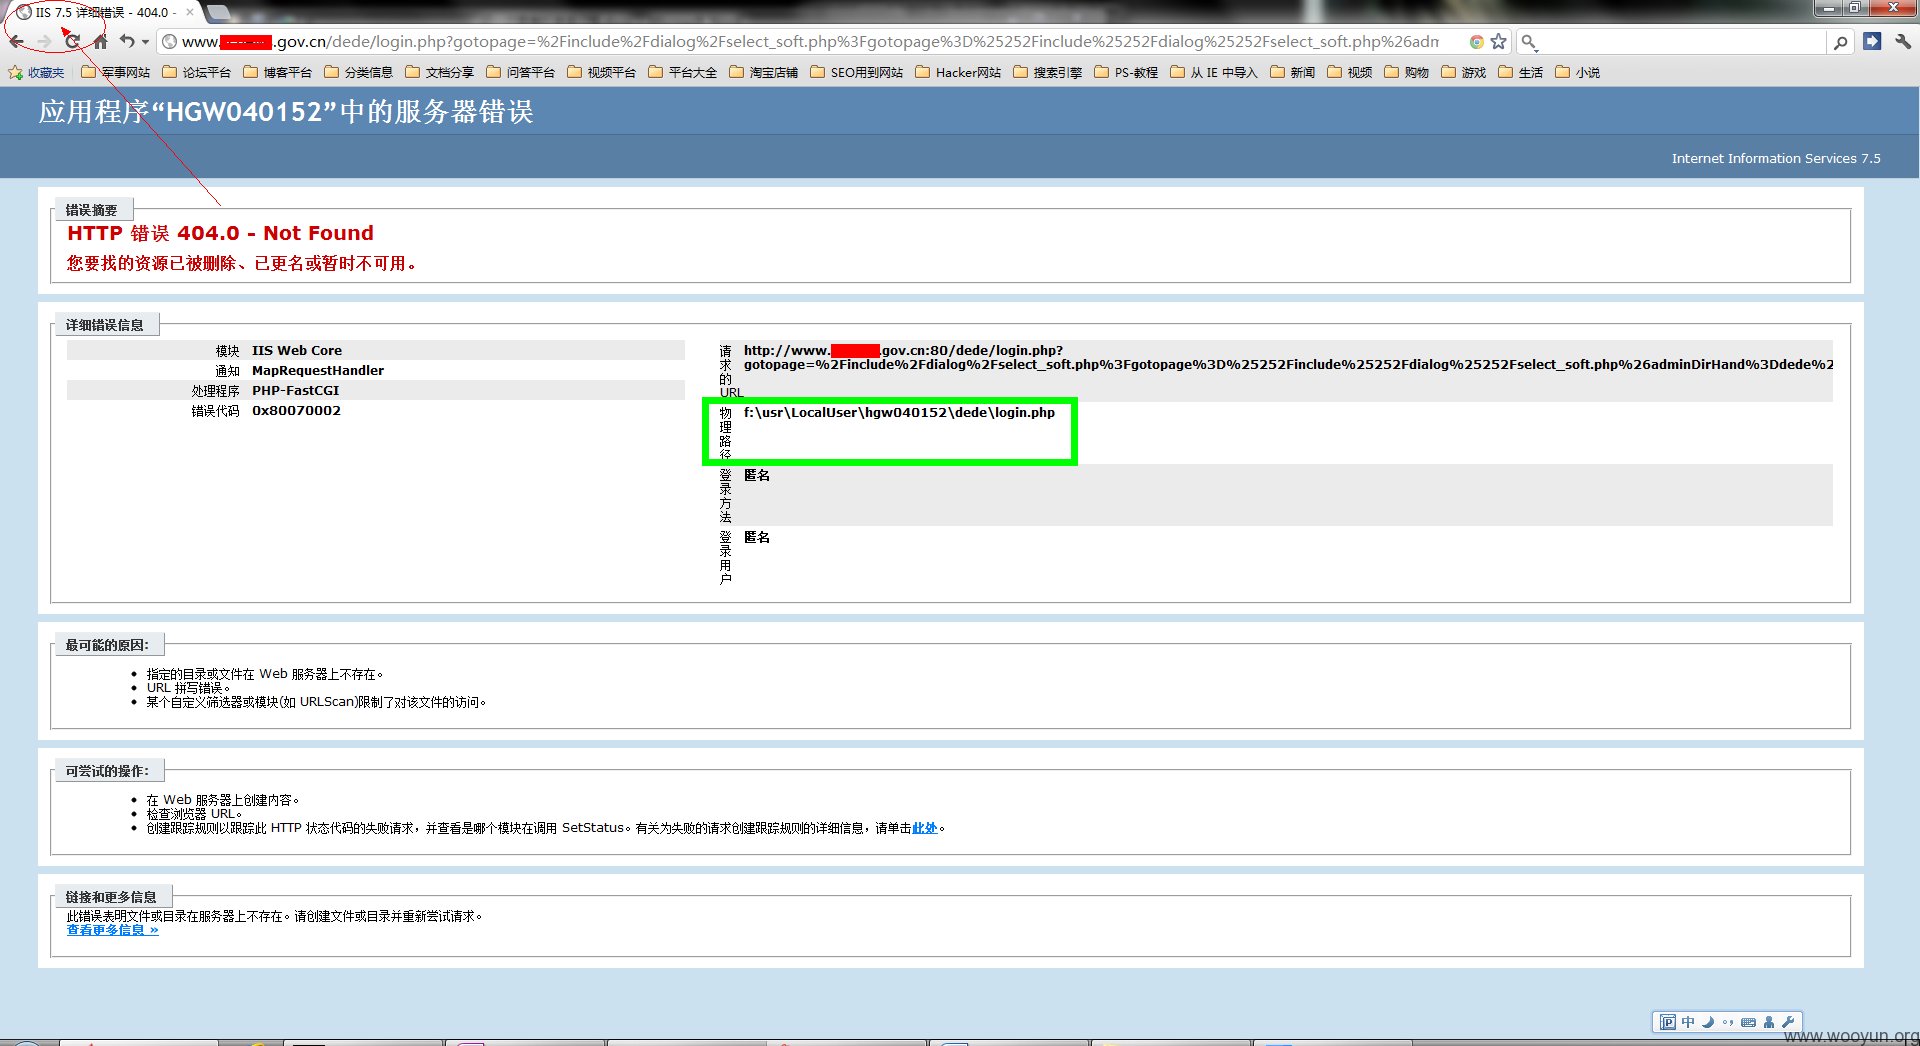 IIS 7.5 详细错误 - 404.0 -
www. .gov.cn/dede/login.php?gotopage=%2Finclude%2Fdialog%2Fselect_soft.php%3Fgotopage%3D%25252Finclude%25252Fdialog%25252Fselect_soft.php%26adm
收藏夹 军事网站 论坛平台 博客平台 分类信息 文档分享 问答平台 视频平台 平台大全 淘宝店铺 SEO用到网站 Hacker网站 搜索引擎 PS-教程 从 IE 中导入 新闻 视频 购物 游戏 生活 小说
应用程序“HGW040152”中的服务器错误
Internet Information Services 7.5
错误摘要
HTTP 错误 404.0 - Not Found
您要找的资源已被删除、已更名或暂时不可用。
详细错误信息
模块 IIS Web Core
通知 MapRequestHandler
处理程序 PHP-FastCGI
错误代码 0x80070002
请求的URL http://www. .gov.cn:80/dede/login.php?
gotopage=%2Finclude%2Fdialog%2Fselect_soft.php%3Fgotopage%3D%25252Finclude%25252Fdialog%25252Fselect_soft.php%26adminDirHand%3Ddede%2
物理路径 f:\usr\LocalUser\hgw040152\dede\login.php
登录方法 匿名
登录用户 匿名
最可能的原因:
指定的目录或文件在 Web 服务器上不存在。
URL 拼写错误。
某个自定义筛选器或模块(如 URLScan)限制了对该文件的访问。
可尝试的操作:
在 Web 服务器上创建内容。
检查浏览器 URL。
创建跟踪规则以跟踪此 HTTP 状态代码的失败请求，并查看是哪个模块在调用 SetStatus。有关为失败的请求创建跟踪规则的详细信息，请单击此处。
链接和更多信息
此错误表明文件或目录在服务器上不存在。请创建文件或目录并重新尝试请求。
查看更多信息 »
中
www.wooyun.org